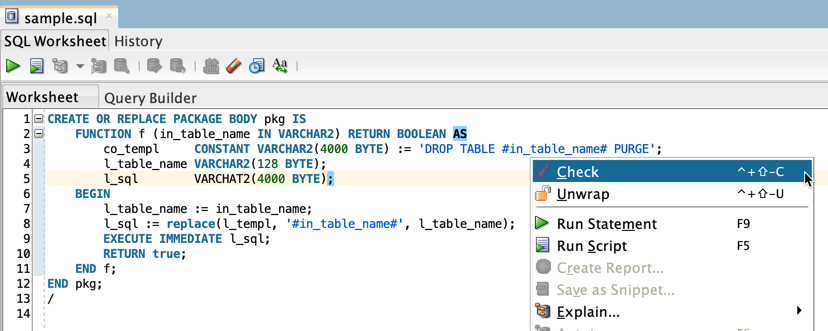 sample.sql
SQL Worksheet History
Aa
Worksheet Query Builder
1 CREATE OR REPLACE PACKAGE BODY pkg IS
2 FUNCTION f (in_table_name IN VARCHAR2) RETURN BOOLEAN AS
3 co_templ CONSTANT VARCHAR2(4000 BYTE) := 'DROP TABLE #in_table_name# PURGE';
4 l_table_name VARCHAR2(128 BYTE);
5 l_sql VARCHAT2(4000 BYTE);
6 BEGIN
7 l_table_name := in_table_name;
8 l_sql := replace(l_templ, '#in_table_name#', l_table_name);
9 EXECUTE IMMEDIATE l_sql;
10 RETURN true;
11 END f;
12 END pkg;
13 /
14
Check ^+⇧-C
Unwrap ^+⇧-U
Run Statement F9
Run Script F5
Create Report...
Save as Snippet...
Explain...